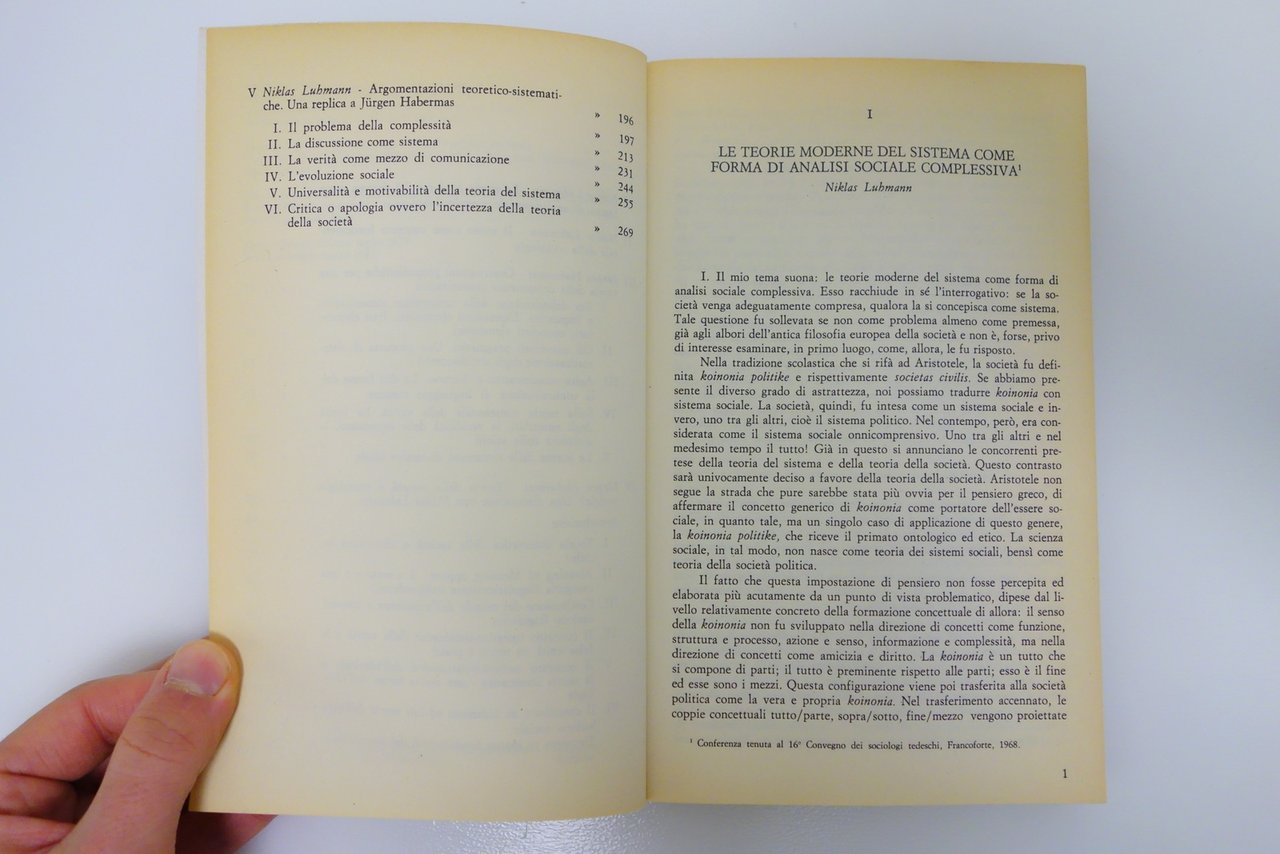 V Niklas Luhmann - Argomentazioni teoretico-sistemati-
che. Una replica a Jürgen Habermas » 196
I. Il problema della complessità » 197
II. La discussione come sistema » 213
III. La verità come mezzo di comunicazione » 231
IV. L'evoluzione sociale » 244
V. Universalità e motivabilità della teoria del sistema » 255
VI. Critica o apologia ovvero l'incertezza della teoria
della società » 269
I
LE TEORIE MODERNE DEL SISTEMA COME
FORMA DI ANALISI SOCIALE COMPLESSIVA¹
Niklas Luhmann
I. Il mio tema suona: le teorie moderne del sistema come forma di
analisi sociale complessiva. Esso racchiude in sé l'interrogativo: se la so-
cietà venga adeguatamente compresa, qualora la si concepisca come sistema.
Tale questione fu sollevata se non come problema almeno come premessa,
già agli albori dell'antica filosofia europea della società e non è, forse, privo
di interesse esaminare, in primo luogo, come, allora, le fu risposto.
Nella tradizione scolastica che si rifà ad Aristotele, la società fu defi-
nita koinonia politike e rispettivamente societas civilis. Se abbiamo pre-
sente il diverso grado di astrattezza, noi possiamo tradurre koinonia con
sistema sociale. La società, quindi, fu intesa come un sistema sociale e in-
vero, uno tra gli altri, cioè il sistema politico. Nel contempo, però, era con-
siderata come il sistema sociale onnicomprensivo. Uno tra gli altri e nel
medesimo tempo il tutto! Già in questo si annunciano le concorrenti pre-
tese della teoria del sistema e della teoria della società. Questo contrasto
sarà univocamente deciso a favore della teoria della società. Aristotele non
segue la strada che pure sarebbe stata più ovvia per il pensiero greco, di
affermare il concetto generico di koinonia come portatore dell'essere so-
ciale, in quanto tale, ma un singolo caso di applicazione di questo genere,
la koinonia politike, che riceve il primato ontologico ed etico. La scienza
sociale, in tal modo, non nasce come teoria dei sistemi sociali, bensì come
teoria della società politica.
Il fatto che questa impostazione di pensiero non fosse percepita ed
elaborata più acutamente da un punto di vista problematico, dipese dal li-
vello relativamente concreto della formazione concettuale di allora: il senso
della koinonia non fu sviluppato nella direzione di concetti come funzione,
struttura e processo, azione e senso, informazione e complessità, ma nella
direzione di concetti come amicizia e diritto. La koinonia è un tutto che
si compone di parti; il tutto è preminente rispetto alle parti; esso è il fine
ed esse sono i mezzi. Questa configurazione viene poi trasferita alla società
politica come la vera e propria koinonia. Nel trasferimento accennato, le
coppie concettuali tutto/parte, sopra/sotto, fine/mezzo vengono proiettate
¹ Conferenza tenuta al 16° Convegno dei sociologi tedeschi, Francoforte, 1968.
1